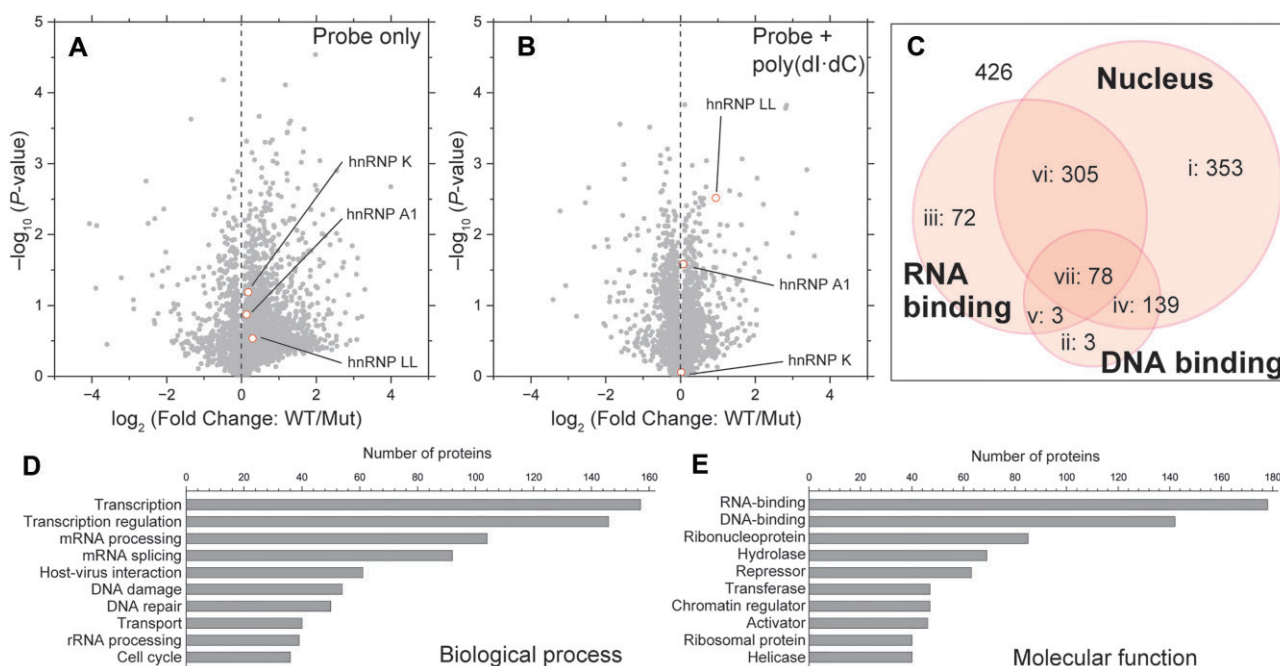 A
Probe only
5
4
3
2
1
0
–log10 (P-value)
hnRNP K
hnRNP A1
hnRNP LL
−4
−2
0
2
4
log2 (Fold Change: WT/Mut)
B
Probe +
poly(dI·dC)
5
4
3
2
1
0
–log10 (P-value)
hnRNP LL
hnRNP A1
hnRNP K
−4
−2
0
2
4
log2 (Fold Change: WT/Mut)
C
426
Nucleus
vi: 305
i: 353
iii: 72
RNA
binding
vii: 78
iv: 139
v: 3
ii: 3
DNA binding
D
Number of proteins
0 20 40 60 80 100 120 140 160
Transcription
Transcription regulation
mRNA processing
mRNA splicing
Host-virus interaction
DNA damage
DNA repair
Transport
rRNA processing
Cell cycle
Biological process
E
Number of proteins
0 20 40 60 80 100 120 140 160 180
RNA-binding
DNA-binding
Ribonucleoprotein
Hydrolase
Repressor
Transferase
Chromatin regulator
Activator
Ribosomal protein
Helicase
Molecular function